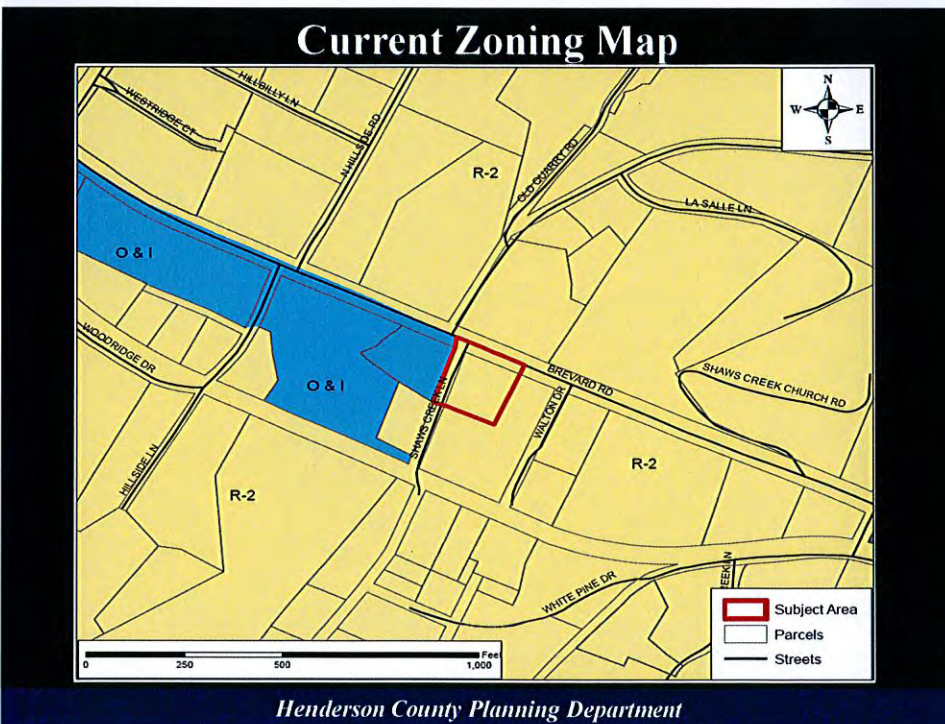 Current Zoning Map
HILLBILLY LN
WESTRIDGE CT
N HILLSIDE RD
R-2
OLD QUARRY RD
LA SALLE LN
N
W E
S
O & I
WOODRIDGE DR
O & I
BREVARD RD
SHAWS CREEK LN
WALTON DR
SHAWS CREEK CHURCH RD
HILLSIDE LN
R-2
R-2
WHITE PINE DR
Subject Area
Parcels
Streets
Feet
0 250 500 1,000
Henderson County Planning Department